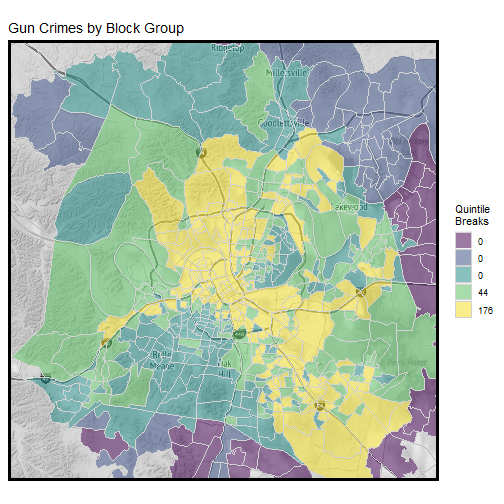 Gun Crimes by Block Group
Ridgetop
Millersville
Goodlettsville
Lakewood
Belle
Meade
Oak
Hill
440
Quintile
Breaks
0
0
0
44
176